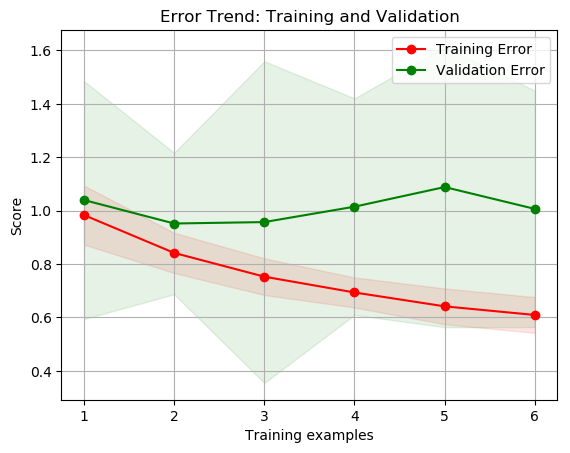 Error Trend: Training and Validation
Training Error
Validation Error
1.6
1.4
1.2
1.0
0.8
0.6
0.4
Score
1 2 3 4 5 6
Training examples